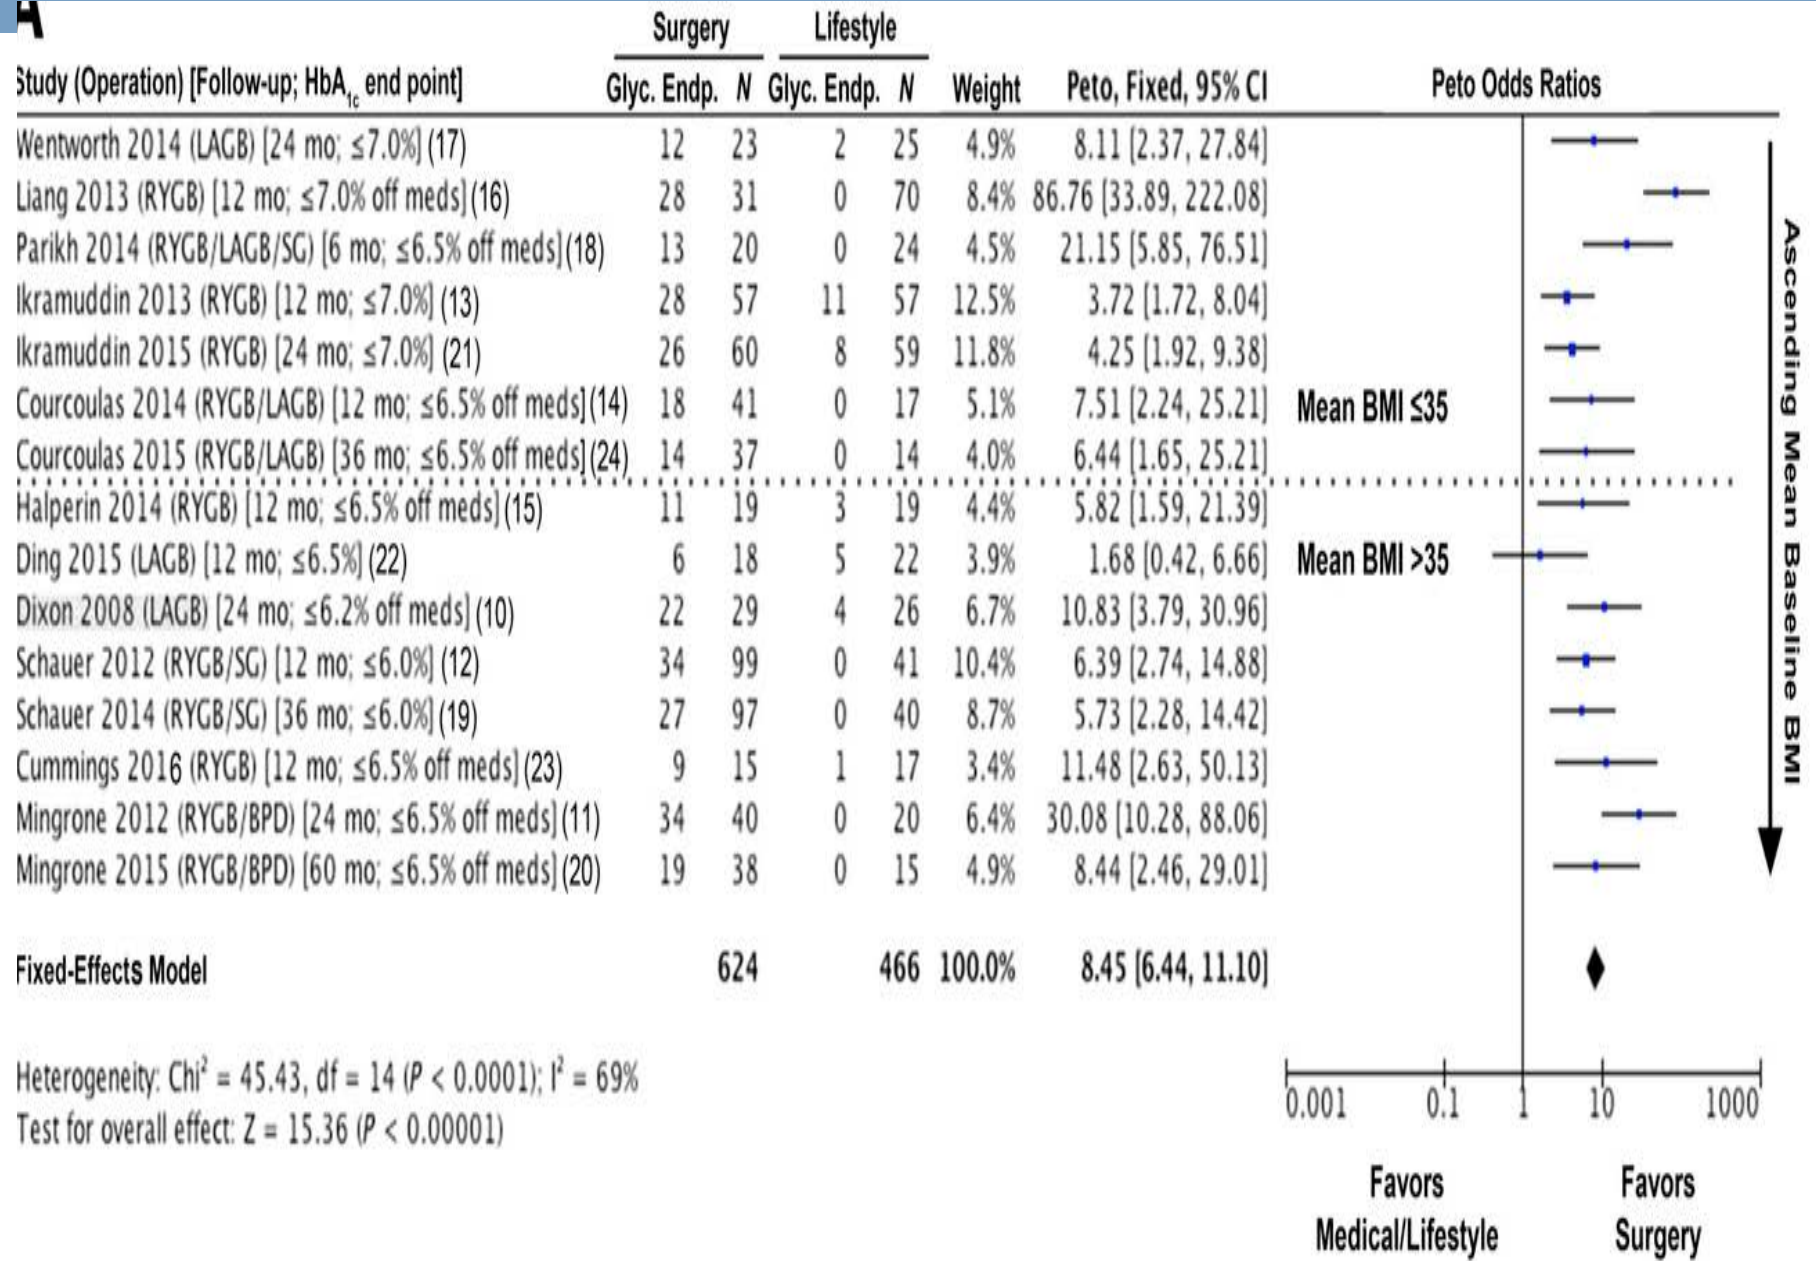 A
Surgery Lifestyle
Study (Operation) [Follow-up; HbA1c end point] Glyc. Endp. N Glyc. Endp. N Weight Peto, Fixed, 95% CI Peto Odds Ratios
Wentworth 2014 (LAGB) [24 mo; ≤7.0%] (17) 12 23 2 25 4.9% 8.11 [2.37, 27.84]
Liang 2013 (RYGB) [12 mo; ≤7.0% off meds] (16) 28 31 0 70 8.4% 86.76 [33.89, 222.08]
Parikh 2014 (RYGB/LAGB/SG) [6 mo; ≤6.5% off meds] (18) 13 20 0 24 4.5% 21.15 [5.85, 76.51]
Ikramuddin 2013 (RYGB) [12 mo; ≤7.0%] (13) 28 57 11 57 12.5% 3.72 [1.72, 8.04]
Ikramuddin 2015 (RYGB) [24 mo; ≤7.0%] (21) 26 60 8 59 11.8% 4.25 [1.92, 9.38]
Courcoulas 2014 (RYGB/LAGB) [12 mo; ≤6.5% off meds] (14) 18 41 0 17 5.1% 7.51 [2.24, 25.21] Mean BMI ≤35
Courcoulas 2015 (RYGB/LAGB) [36 mo; ≤6.5% off meds] (24) 14 37 0 14 4.0% 6.44 [1.65, 25.21]
Halperin 2014 (RYGB) [12 mo; ≤6.5% off meds] (15) 11 19 3 19 4.4% 5.82 [1.59, 21.39]
Ding 2015 (LAGB) [12 mo; ≤6.5%] (22) 6 18 5 22 3.9% 1.68 [0.42, 6.66] Mean BMI >35
Dixon 2008 (LAGB) [24 mo; ≤6.2% off meds] (10) 22 29 4 26 6.7% 10.83 [3.79, 30.96]
Schauer 2012 (RYGB/SG) [12 mo; ≤6.0%] (12) 34 99 0 41 10.4% 6.39 [2.74, 14.88]
Schauer 2014 (RYGB/SG) [36 mo; ≤6.0%] (19) 27 97 0 40 8.7% 5.73 [2.28, 14.42]
Cummings 2016 (RYGB) [12 mo; ≤6.5% off meds] (23) 9 15 1 17 3.4% 11.48 [2.63, 50.13]
Mingrone 2012 (RYGB/BPD) [24 mo; ≤6.5% off meds] (11) 34 40 0 20 6.4% 30.08 [10.28, 88.06]
Mingrone 2015 (RYGB/BPD) [60 mo; ≤6.5% off meds] (20) 19 38 0 15 4.9% 8.44 [2.46, 29.01]
Ascending Mean Baseline BMI
Fixed-Effects Model 624 466 100.0% 8.45 [6.44, 11.10]
Heterogeneity: Chi² = 45.43, df = 14 (P < 0.0001); I² = 69%
Test for overall effect: Z = 15.36 (P < 0.00001)
0.001 0.1 1 10 1000
Favors Favors
Medical/Lifestyle Surgery